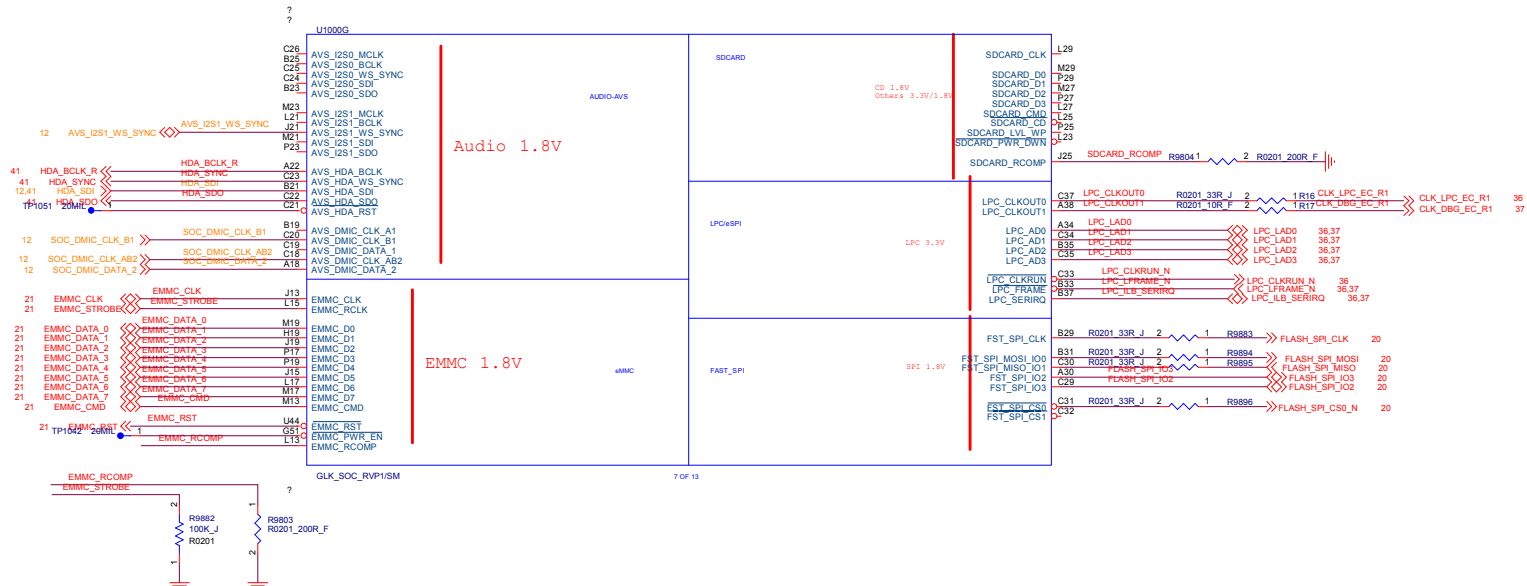 ?
?
U1000G
C26 AVS_I2S0_MCLK
B25 AVS_I2S0_BCLK
C25 AVS_I2S0_WS_SYNC
C24 AVS_I2S0_SDI
B23 AVS_I2S0_SDO
M23 AVS_I2S1_MCLK
L21 AVS_I2S1_BCLK
12 AVS_I2S1_WS_SYNC AVS_I2S1_WS_SYNC J21 AVS_I2S1_WS_SYNC
M21 AVS_I2S1_SDI
P23 AVS_I2S1_SDO
41 HDA_BCLK_R HDA_BCLK_R A22 AVS_HDA_BCLK
41 HDA_SYNC HDA_SYNC C23 AVS_HDA_WS_SYNC
12,41 HDA_SDI HDA_SDI B21 AVS_HDA_SDI
41 HDA_SDO HDA_SDO C22 AVS_HDA_SDO
TP1051 20MIL 1 C21 AVS_HDA_RST
B19 AVS_DMIC_CLK_A1
12 SOC_DMIC_CLK_B1 SOC_DMIC_CLK_B1 C20 AVS_DMIC_CLK_B1
C19 AVS_DMIC_DATA_1
12 SOC_DMIC_CLK_AB2 SOC_DMIC_CLK_AB2 C18 AVS_DMIC_CLK_AB2
12 SOC_DMIC_DATA_2 SOC_DMIC_DATA_2 A18 AVS_DMIC_DATA_2
Audio 1.8V
AUDIO-AVS
21 EMMC_CLK EMMC_CLK J13 EMMC_CLK
21 EMMC_STROBE EMMC_STROBE L15 EMMC_RCLK
21 EMMC_DATA_0 EMMC_DATA_0 M19 EMMC_D0
21 EMMC_DATA_1 EMMC_DATA_1 H19 EMMC_D1
21 EMMC_DATA_2 EMMC_DATA_2 J19 EMMC_D2
21 EMMC_DATA_3 EMMC_DATA_3 P17 EMMC_D3
21 EMMC_DATA_4 EMMC_DATA_4 P19 EMMC_D4
21 EMMC_DATA_5 EMMC_DATA_5 J15 EMMC_D5
21 EMMC_DATA_6 EMMC_DATA_6 L17 EMMC_D6
21 EMMC_DATA_7 EMMC_DATA_7 M17 EMMC_D7
21 EMMC_CMD EMMC_CMD M13 EMMC_CMD
21 EMMC_RST EMMC_RST U44 EMMC_RST
TP1042 20MIL 1 G51 EMMC_PWR_EN
EMMC_RCOMP L13 EMMC_RCOMP
EMMC 1.8V
eMMC
SDCARD
CD 1.8V
Others 3.3V/1.8V
SDCARD_CLK L29
SDCARD_D0 M29
SDCARD_D1 P29
SDCARD_D2 M27
SDCARD_D3 P27
SDCARD_CMD L27
SDCARD_CD L25
SDCARD_LVL_WP P25
SDCARD_PWR_DWN L23
SDCARD_RCOMP J25 SDCARD_RCOMP R9804 1 2 R0201_200R_F
LPC/eSPI
LPC 3.3V
LPC_CLKOUT0 C37 LPC_CLKOUT0 R0201_33R_J 2 1 R16 CLK_LPC_EC_R1 CLK_LPC_EC_R1 36
LPC_CLKOUT1 A38 LPC_CLKOUT1 R0201_10R_F 2 1 R17 CLK_DBG_EC_R1 CLK_DBG_EC_R1 37
LPC_AD0 A34 LPC_LAD0 LPC_LAD0 36,37
LPC_AD1 C34 LPC_LAD1 LPC_LAD1 36,37
LPC_AD2 B35 LPC_LAD2 LPC_LAD2 36,37
LPC_AD3 C35 LPC_LAD3 LPC_LAD3 36,37
LPC_CLKRUN C33 LPC_CLKRUN_N LPC_CLKRUN_N 36
LPC_FRAME B33 LPC_LFRAME_N LPC_LFRAME_N 36,37
LPC_SERIRQ B37 LPC_ILB_SERIRQ LPC_ILB_SERIRQ 36,37
FAST_SPI
SPI 1.8V
FST_SPI_CLK B29 R0201_33R_J 2 1 R9883 FLASH_SPI_CLK 20
FST_SPI_MOSI_IO0 B31 R0201_33R_J 2 1 R9894 FLASH_SPI_MOSI 20
FST_SPI_MISO_IO1 C30 R0201_33R_J 2 1 R9895 FLASH_SPI_MISO 20
FST_SPI_IO2 A30 FLASH_SPI_IO3 FLASH_SPI_IO3 20
FST_SPI_IO3 C29 FLASH_SPI_IO2 FLASH_SPI_IO2 20
FST_SPI_CS0 C31 R0201_33R_J 2 1 R9896 FLASH_SPI_CS0_N 20
FST_SPI_CS1 C32
GLK_SOC_RVP1/SM
7 OF 13
?
EMMC_RCOMP
EMMC_STROBE
2 R9882 100K_J R0201 1
1 R9803 R0201_200R_F 2